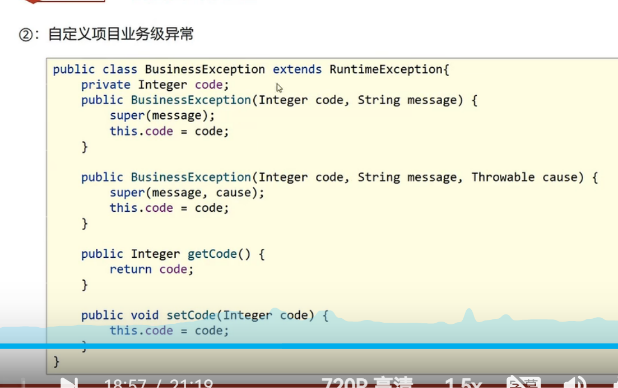 ②：自定义项目业务级异常
public class BusinessException extends RuntimeException{
    private Integer code;
    public BusinessException(Integer code, String message) {
        super(message);
        this.code = code;
    }

    public BusinessException(Integer code, String message, Throwable cause) {
        super(message, cause);
        this.code = code;
    }

    public Integer getCode() {
        return code;
    }

    public void setCode(Integer code) {
        this.code = code;
    }
}
18:57 / 21:19 720P 高清 1.5x 字幕